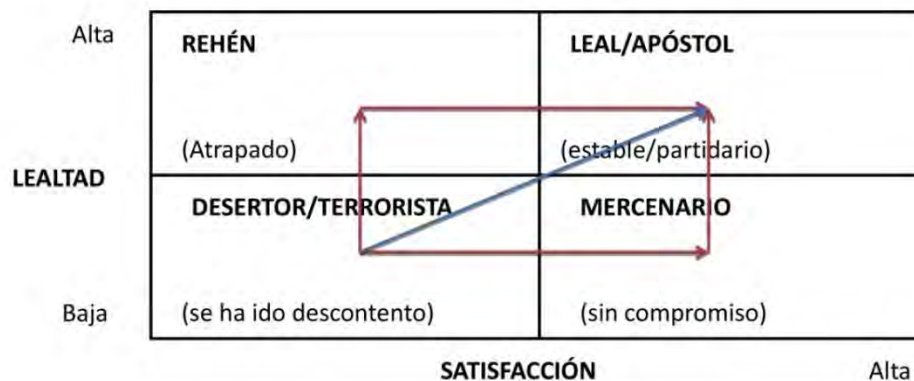 Alta
REHÉN
LEAL/APÓSTOL
(Atrapado)
(estable/partidario)
LEALTAD
DESERTOR/TERRORISTA
MERCENARIO
Baja
(se ha ido descontento)
(sin compromiso)
SATISFACCIÓN
Alta